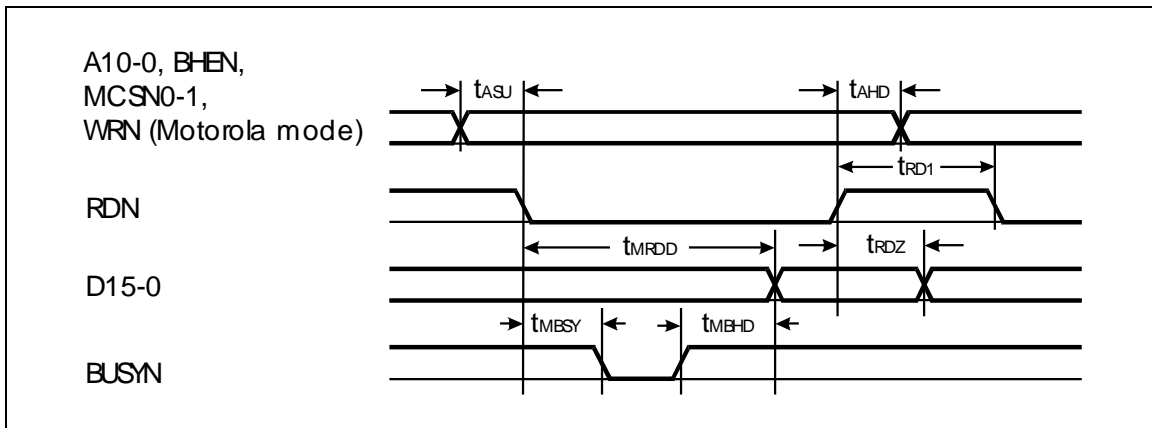 A10-0, BHEN,
MCSN0-1,
WRN (Motorola mode)
tASU
tAHD
tRD1
RDN
tMRDD
tRDZ
D15-0
tMBSY
tMBHD
BUSYN